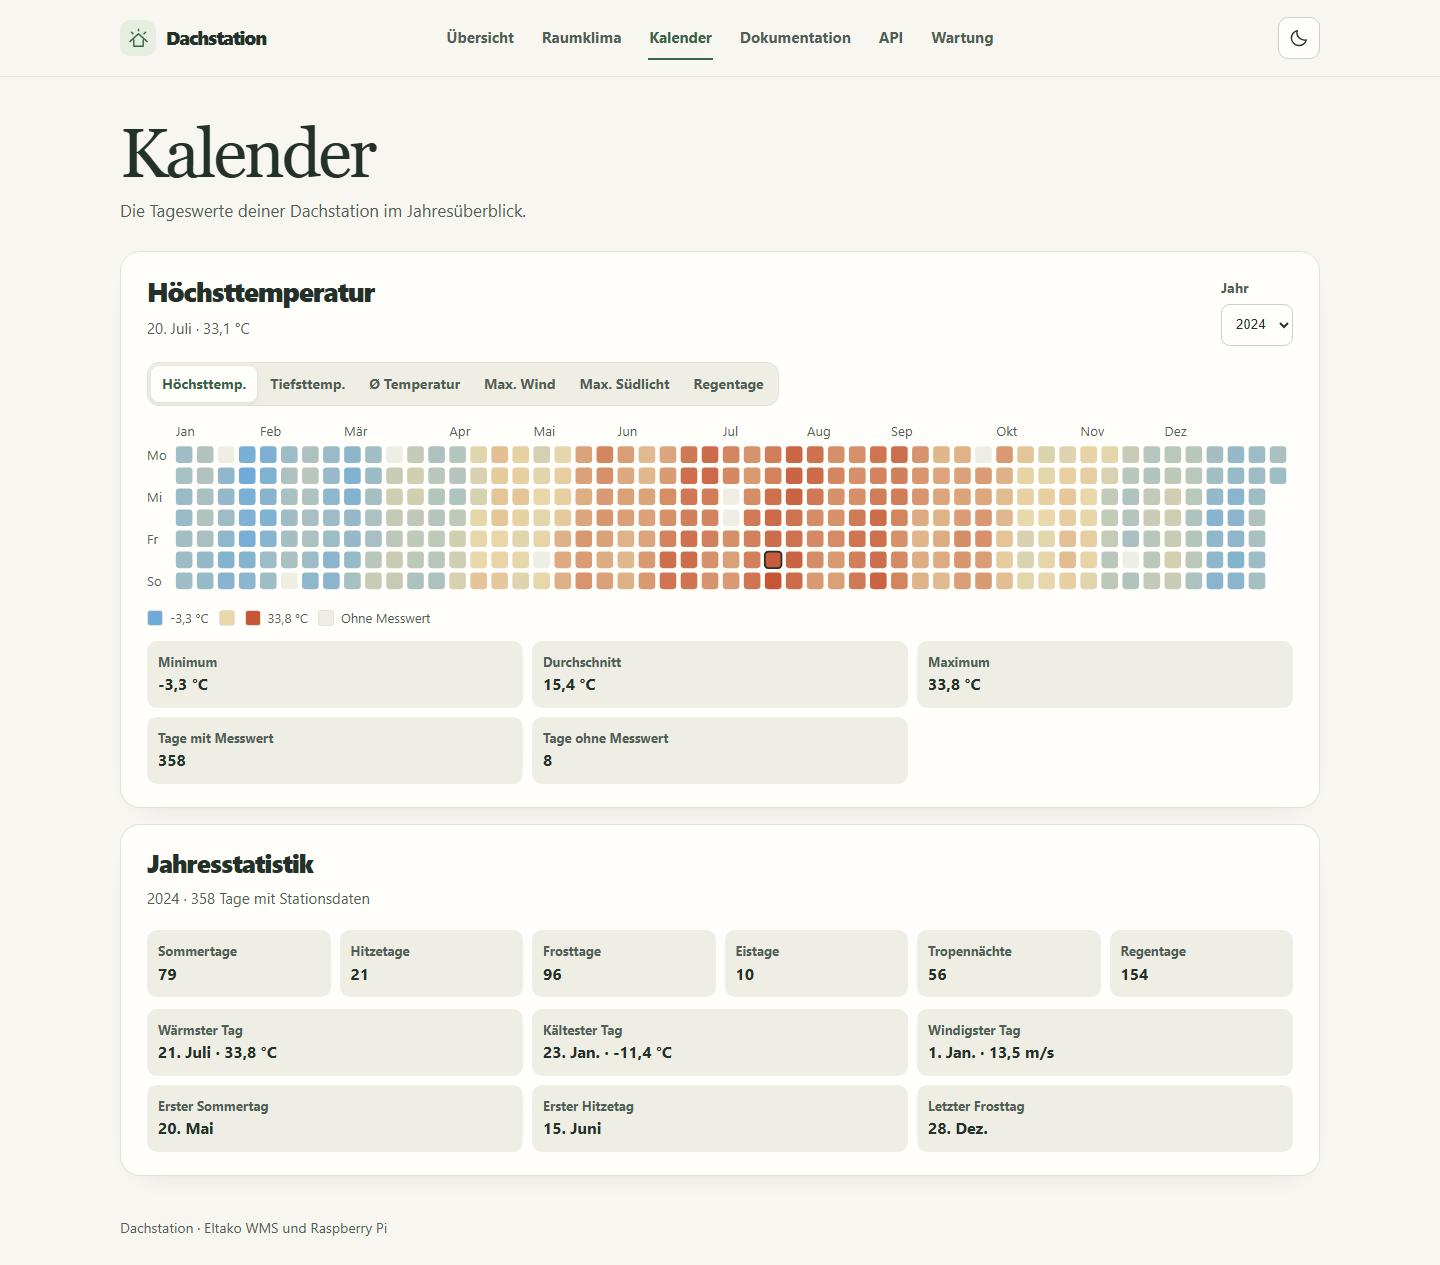 Dachstation
Übersicht Raumklima Kalender Dokumentation API Wartung
Kalender
Die Tageswerte deiner Dachstation im Jahresüberblick.
Höchsttemperatur
20. Juli · 33,1 °C
Jahr
2024
Höchsttemp. Tiefsttemp. Ø Temperatur Max. Wind Max. Südlicht Regentage
Jan Feb Mär Apr Mai Jun Jul Aug Sep Okt Nov Dez
Mo
Mi
Fr
So
-3,3 °C 33,8 °C Ohne Messwert
Minimum
-3,3 °C
Durchschnitt
15,4 °C
Maximum
33,8 °C
Tage mit Messwert
358
Tage ohne Messwert
8
Jahresstatistik
2024 · 358 Tage mit Stationsdaten
Sommertage
79
Hitzetage
21
Frosttage
96
Eistage
10
Tropennächte
56
Regentage
154
Wärmster Tag
21. Juli · 33,8 °C
Kältester Tag
23. Jan. · -11,4 °C
Windigster Tag
1. Jan. · 13,5 m/s
Erster Sommertag
20. Mai
Erster Hitzetag
15. Juni
Letzter Frosttag
28. Dez.
Dachstation · Eltako WMS und Raspberry Pi